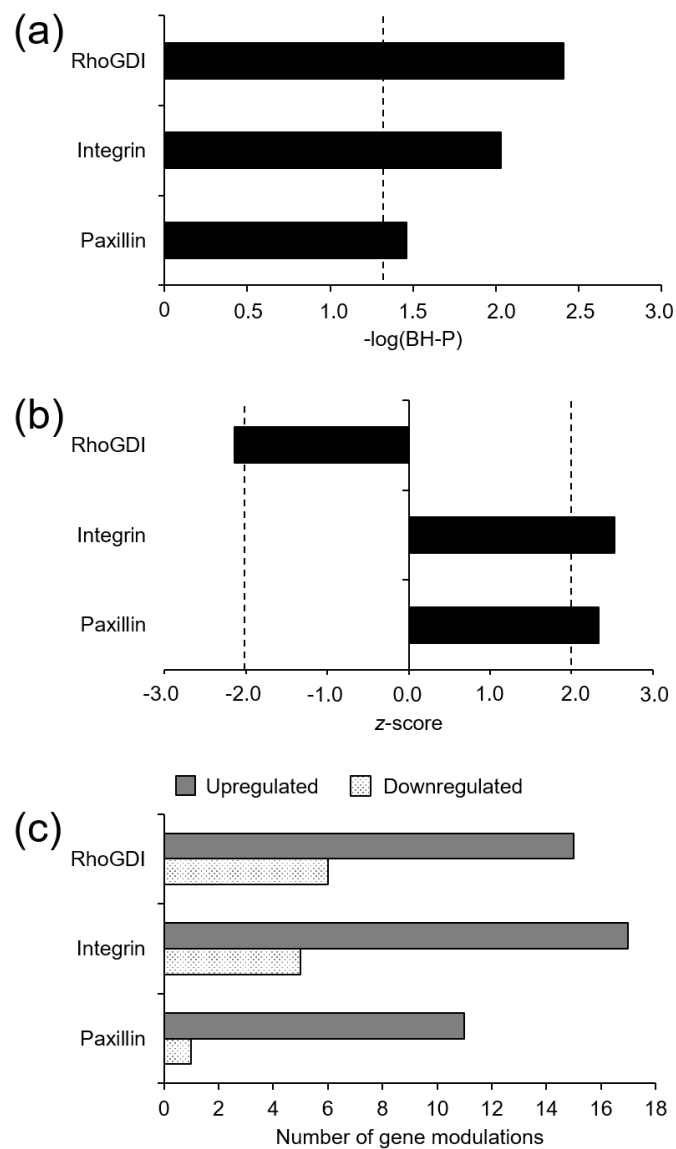 (a)
RhoGDI
Integrin
Paxillin
0 0.5 1.0 1.5 2.0 2.5 3.0
-log(BH-P)
(b)
RhoGDI
Integrin
Paxillin
-3.0 -2.0 -1.0 0.0 1.0 2.0 3.0
z-score
Upregulated Downregulated
(c)
RhoGDI
Integrin
Paxillin
0 2 4 6 8 10 12 14 16 18
Number of gene modulations